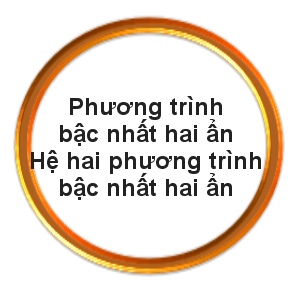 Phương trình
bậc nhất hai ẩn
Hệ hai phương trình
bậc nhất hai ẩn